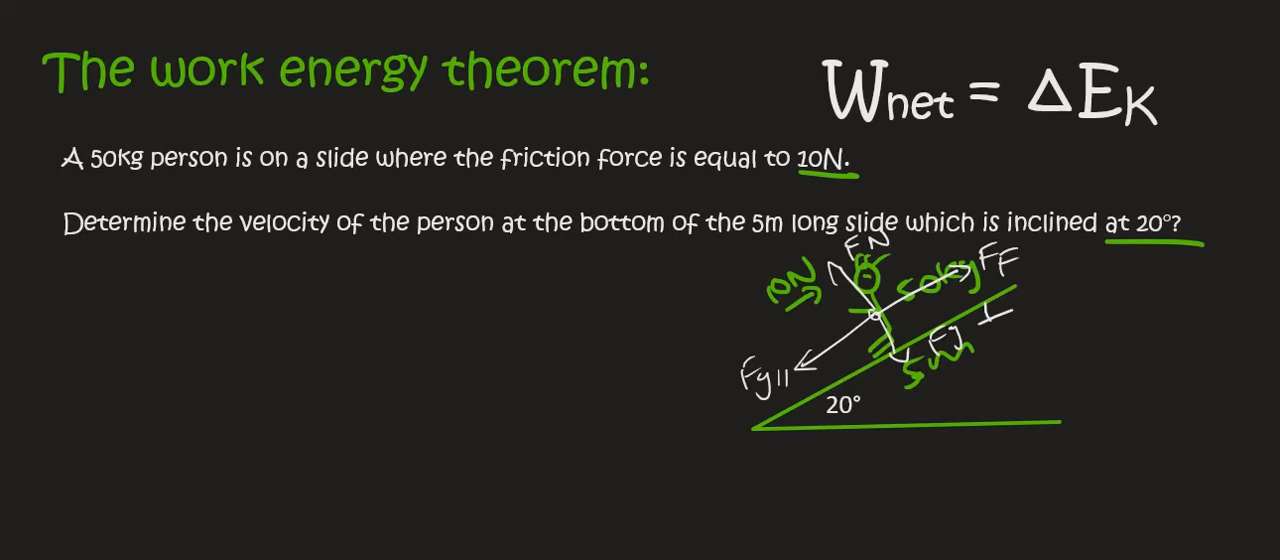 The work energy theorem:
Wnet = ΔEK
A 50kg person is on a slide where the friction force is equal to 10N.
Determine the velocity of the person at the bottom of the 5m long slide which is inclined at 20°?
FN
FF
10N
50kg
Fg ⊥
5m
Fg||
20°